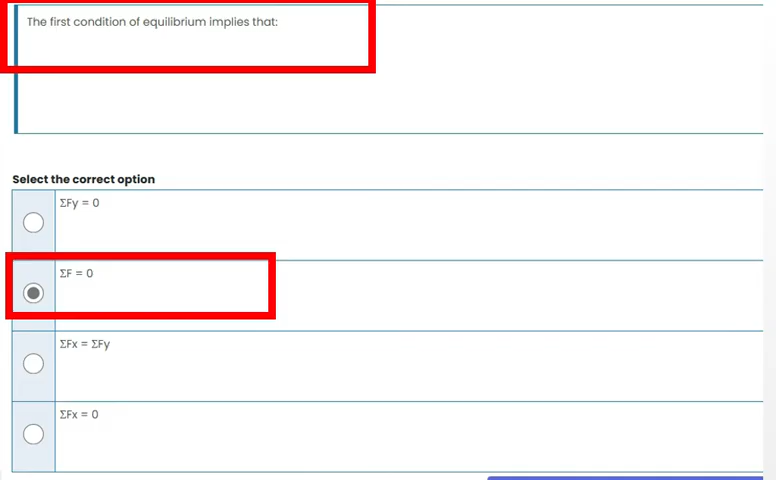 The first condition of equilibrium implies that:
Select the correct option
ΣFy = 0
ΣF = 0
ΣFx = ΣFy
ΣFx = 0